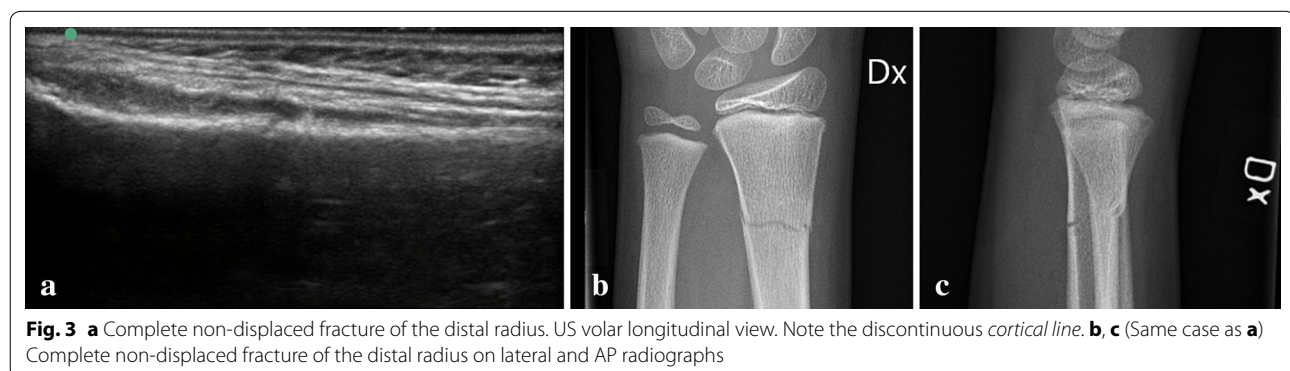 Dx
Dx
a
b
c
Fig. 3 a Complete non-displaced fracture of the distal radius. US volar longitudinal view. Note the discontinuous cortical line. b, c (Same case as a)
Complete non-displaced fracture of the distal radius on lateral and AP radiographs